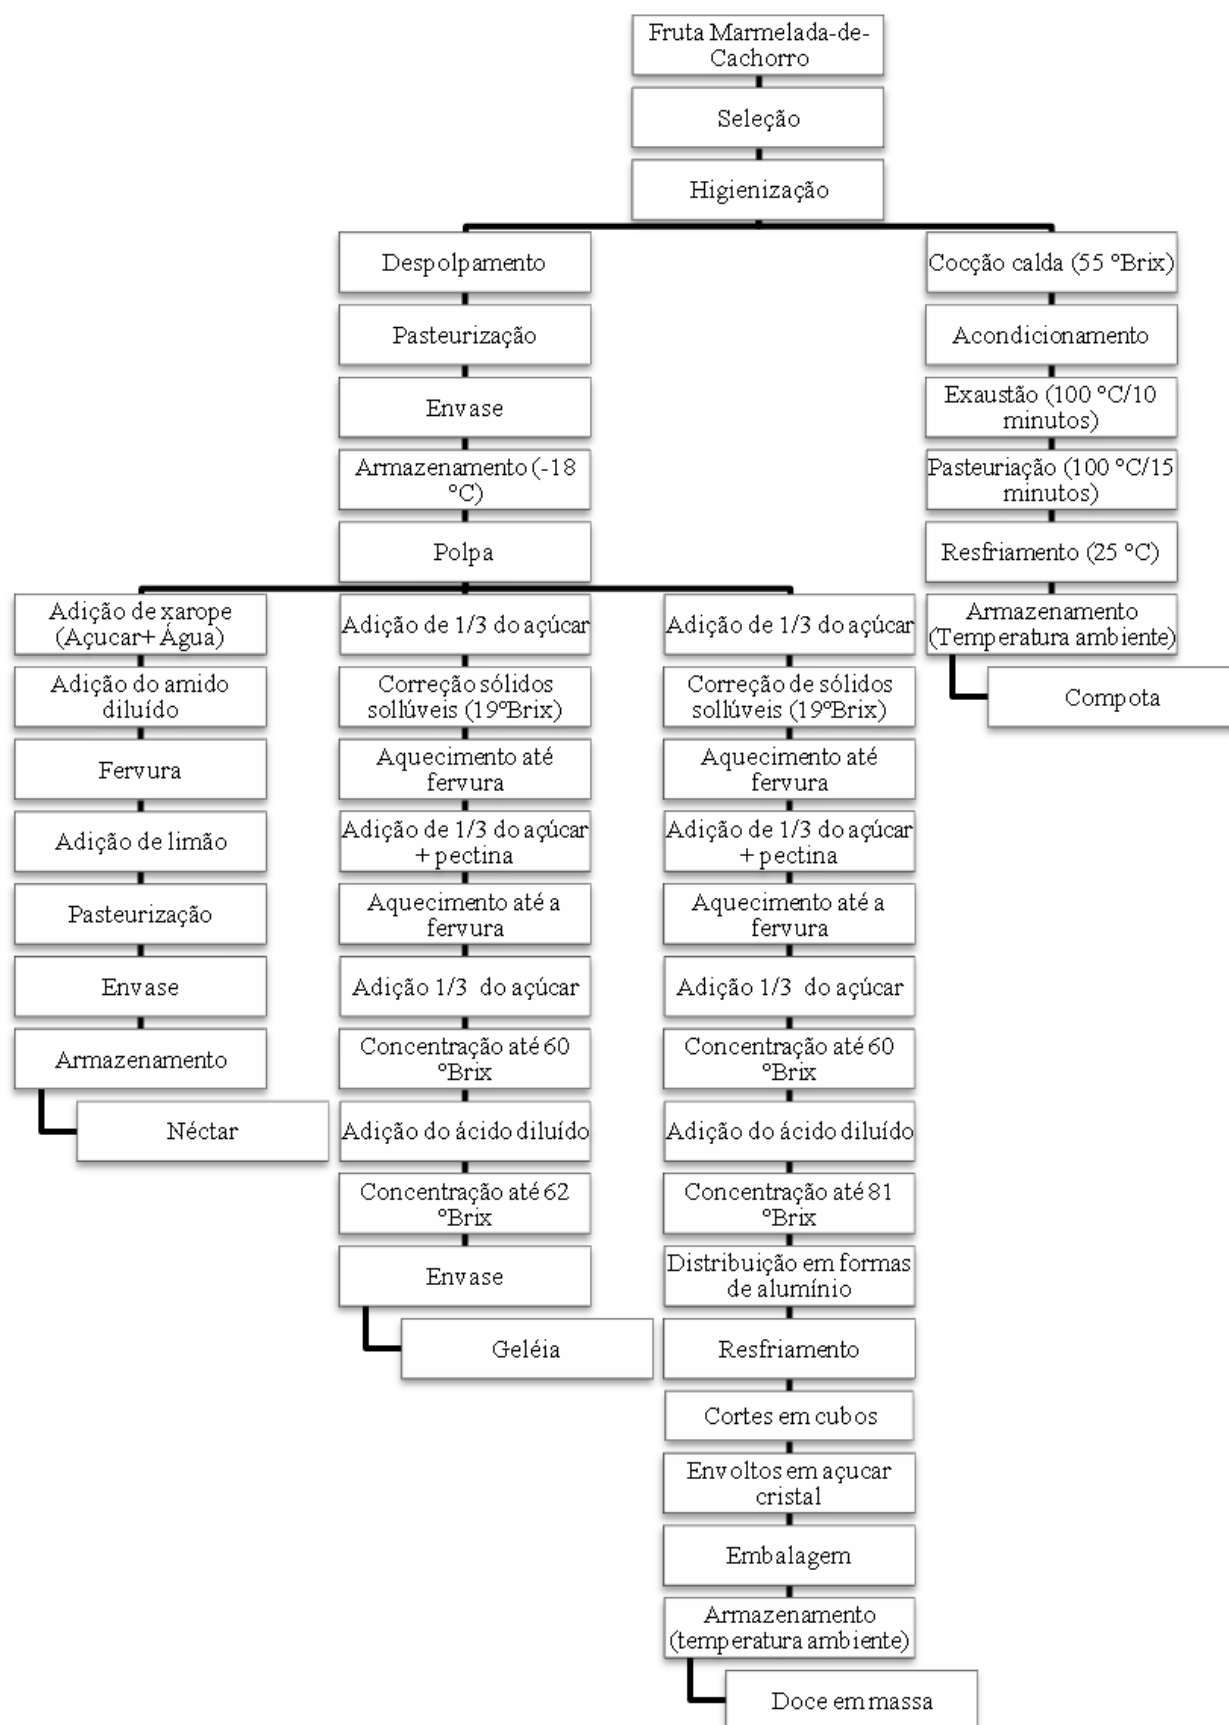 Fruta Marmelada-de-
Cachorro
Seleção
Higienização
Despolpamento
Pasteurização
Envase
Armazenamento (-18
°C)
Polpa
Adição de xarope
(Açucar+ Água)
Adição do amido
diluído
Fervura
Adição de limão
Pasteurização
Envase
Armazenamento
Néctar
Adição de 1/3 do açúcar
Correção sólidos
sollúveis (19ºBrix)
Aquecimento até
fervura
Adição de 1/3 do açúcar
+ pectina
Aquecimento até a
fervura
Adição 1/3 do açúcar
Concentração até 60
ºBrix
Adição do ácido diluído
Concentração até 62
ºBrix
Envase
Geléia
Adição de 1/3 do açúcar
Correção de sólidos
sollúveis (19ºBrix)
Aquecimento até
fervura
Adição de 1/3 do açúcar
+ pectina
Aquecimento até a
fervura
Adição 1/3 do açúcar
Concentração até 60
ºBrix
Adição do ácido diluído
Concentração até 81
ºBrix
Distribuição em formas
de alumínio
Resfriamento
Cortes em cubos
Envoltos em açucar
cristal
Embalagem
Armazenamento
(temperatura ambiente)
Doce em massa
Cocção calda (55 ºBrix)
Acondicionamento
Exaustão (100 °C/10
minutos)
Pasteuriação (100 °C/15
minutos)
Resfriamento (25 °C)
Armazenamento
(Temperatura ambiente)
Compota